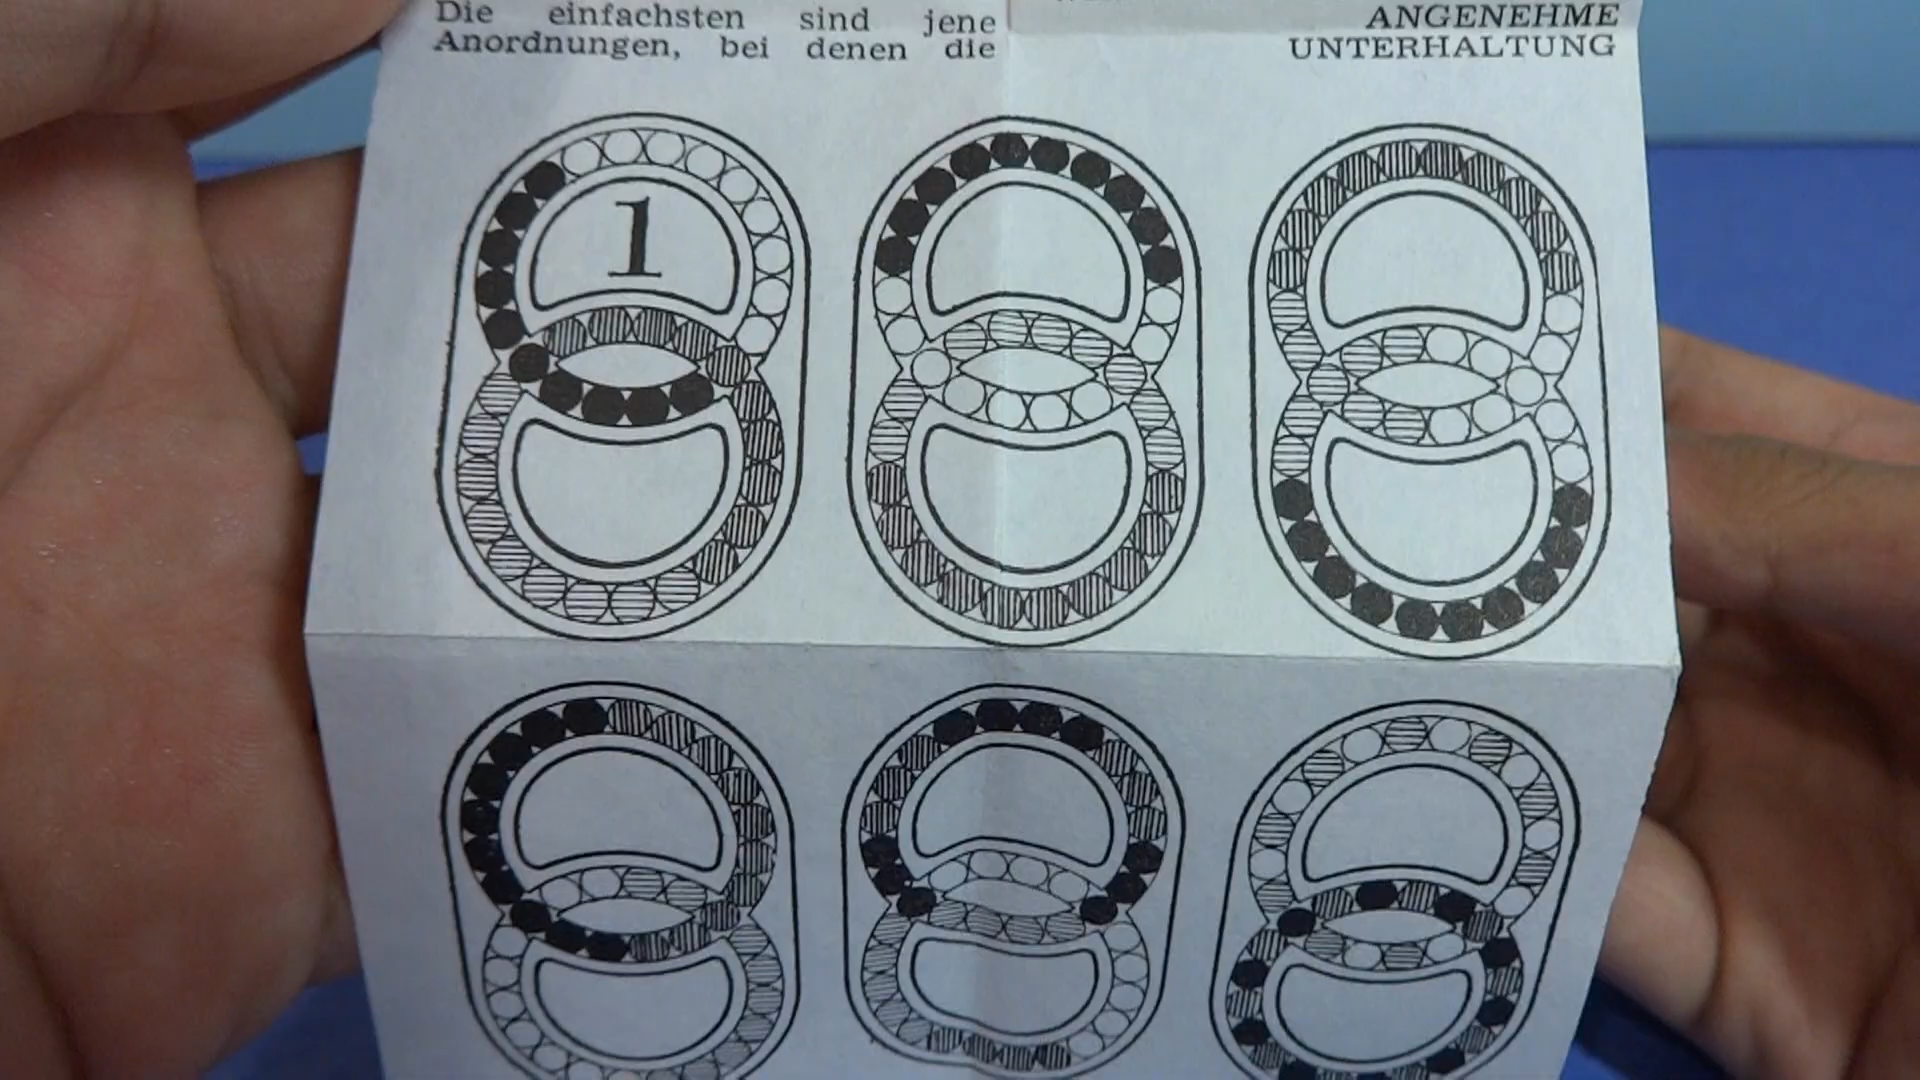 Die einfachsten sind jene
Anordnungen, bei denen die
ANGENEHME
UNTERHALTUNG
1